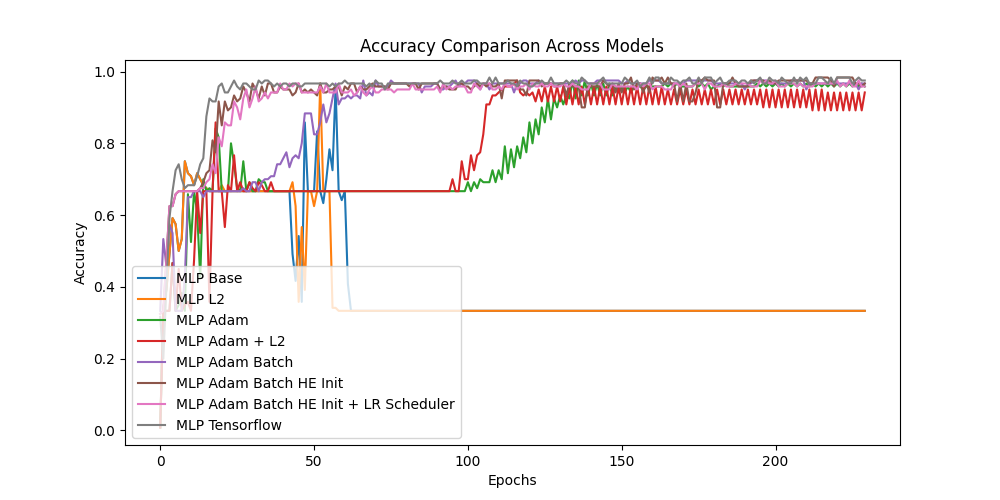 Accuracy Comparison Across Models
1.0
0.8
0.6
0.4
0.2
0.0
Accuracy
MLP Base
MLP L2
MLP Adam
MLP Adam + L2
MLP Adam Batch
MLP Adam Batch HE Init
MLP Adam Batch HE Init + LR Scheduler
MLP Tensorflow
0 50 100 150 200
Epochs